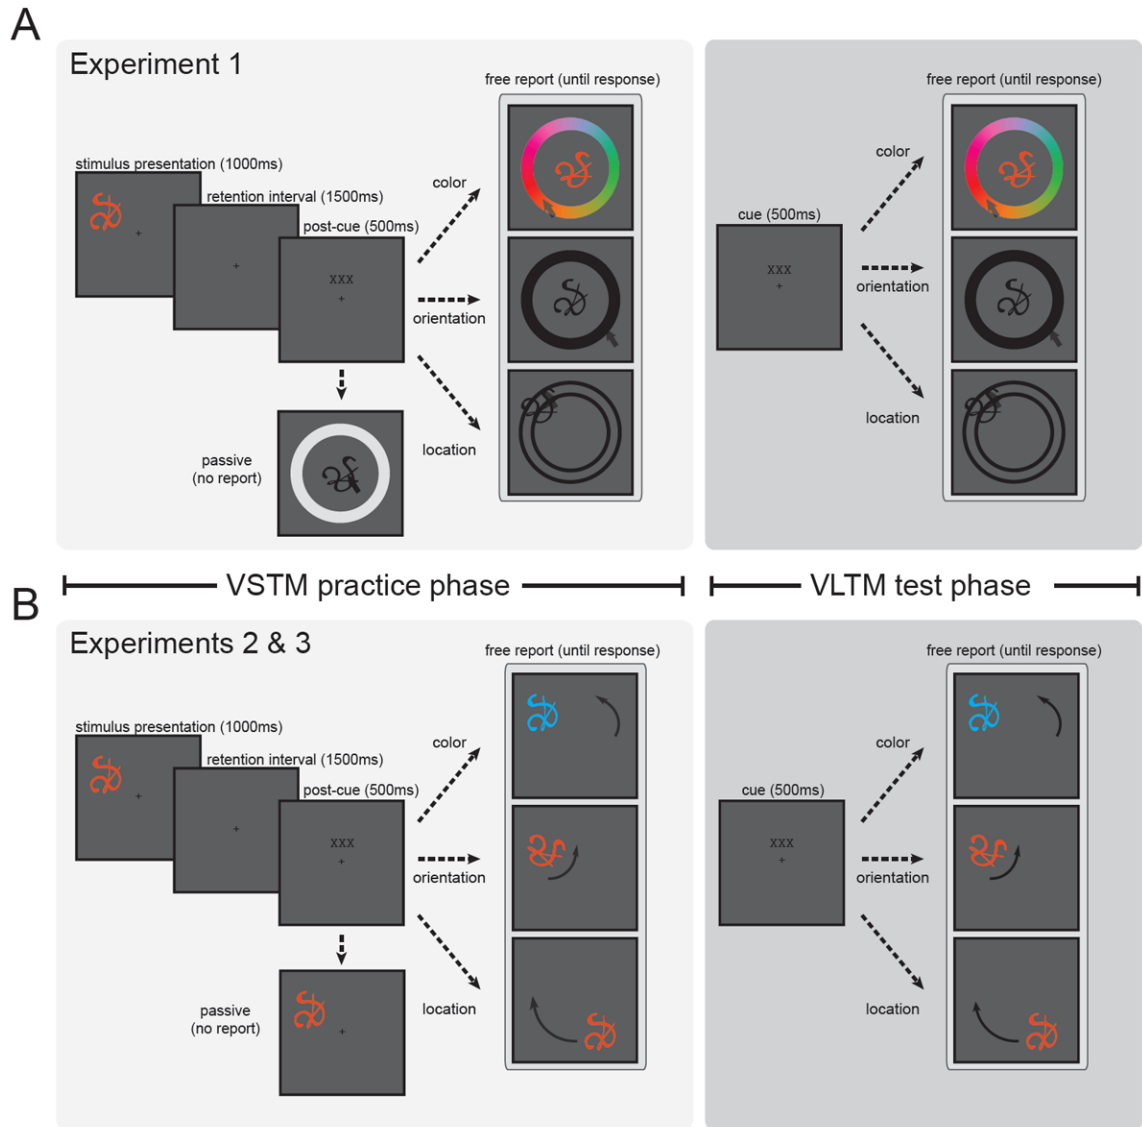 A
Experiment 1
stimulus presentation (1000ms)
retention interval (1500ms)
post-cue (500ms)
XXX
passive
(no report)
color
orientation
location
free report (until response)
cue (500ms)
XXX
color
orientation
location
free report (until response)
VSTM practice phase
VLTM test phase
B
Experiments 2 & 3
stimulus presentation (1000ms)
retention interval (1500ms)
post-cue (500ms)
XXX
passive
(no report)
color
orientation
location
free report (until response)
cue (500ms)
XXX
color
orientation
location
free report (until response)